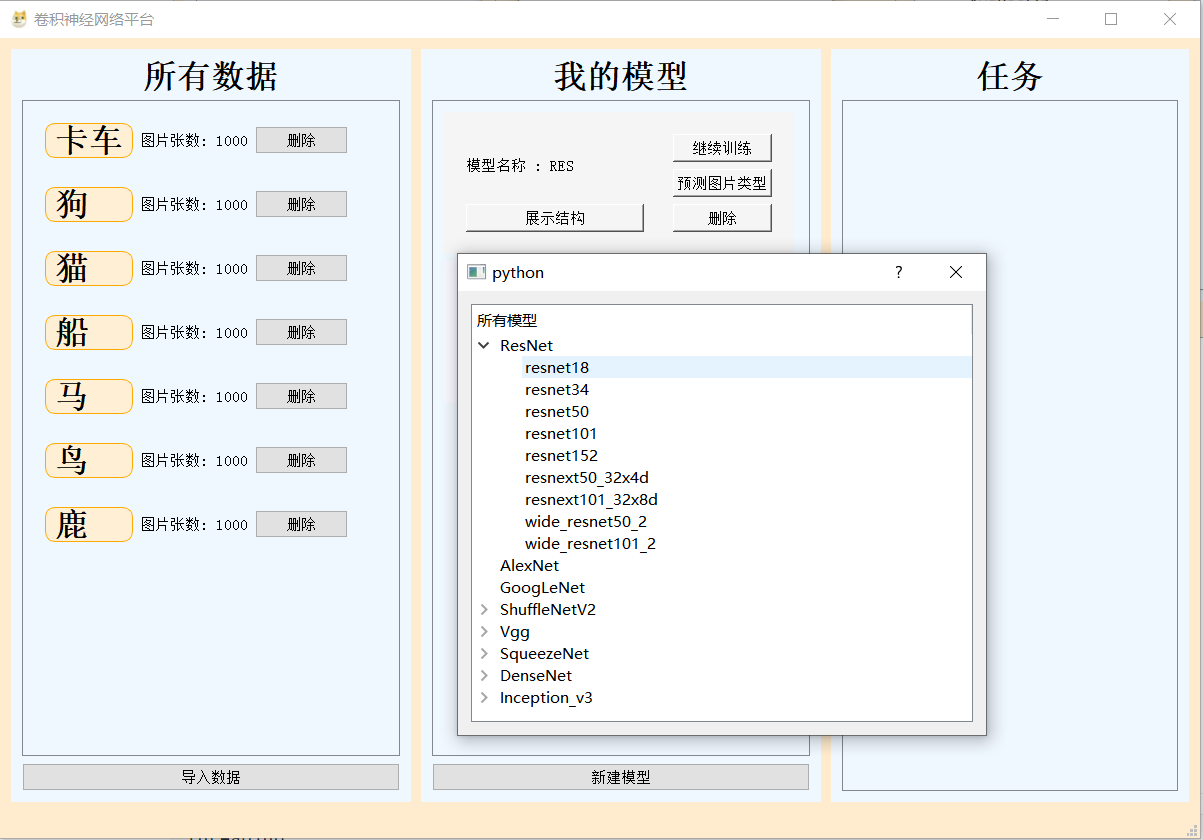 卷积神经网络平台
所有数据
卡车 图片张数: 1000 删除
狗 图片张数: 1000 删除
猫 图片张数: 1000 删除
船 图片张数: 1000 删除
马 图片张数: 1000 删除
鸟 图片张数: 1000 删除
鹿 图片张数: 1000 删除
导入数据
我的模型
模型名称 : RES
继续训练
预测图片类型
展示结构 删除
新建模型
任务
python ?
所有模型
ResNet
resnet18
resnet34
resnet50
resnet101
resnet152
resnext50_32x4d
resnext101_32x8d
wide_resnet50_2
wide_resnet101_2
AlexNet
GoogLeNet
ShuffleNetV2
Vgg
SqueezeNet
DenseNet
Inception_v3